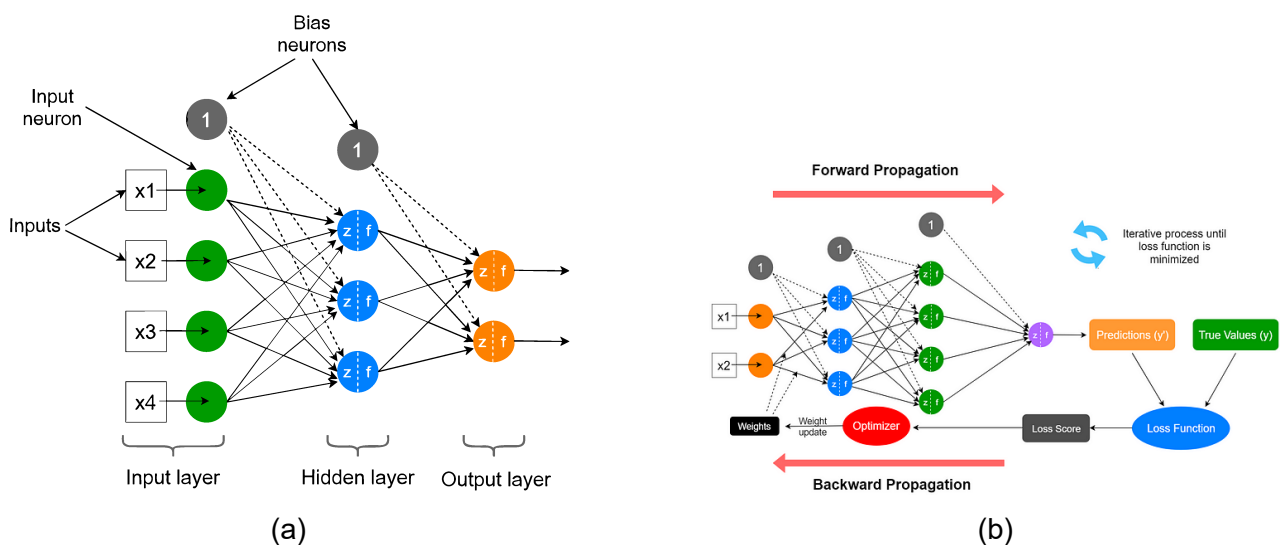 Bias
neurons
Input
neuron
1
1
Inputs
x1
x2
x3
x4
z f
z f
z f
z f
z f
Input layer
Hidden layer
Output layer
(a)
Forward Propagation
1
1
1
Iterative process until
loss function is
minimized
x1
x2
z f
z f
z f
z f
z f
z f
z f
z f
Predictions (y')
True Values (y)
Weights
Weight
update
Optimizer
Loss Score
Loss Function
Backward Propagation
(b)